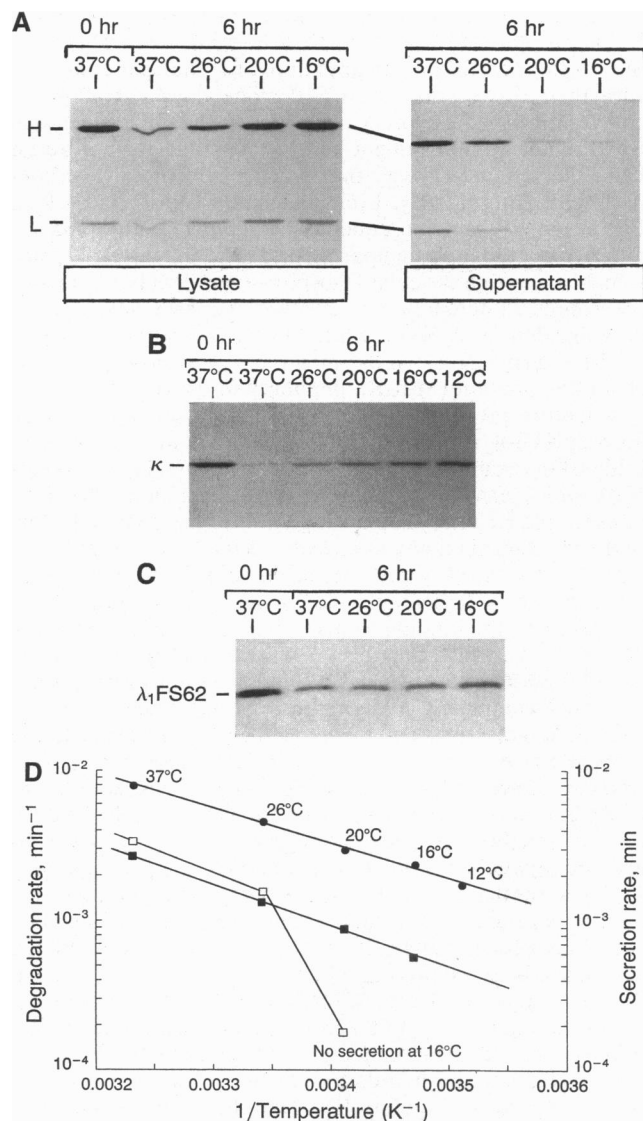 A
0 hr 6 hr
37°C 37°C 26°C 20°C 16°C
6 hr
37°C 26°C 20°C 16°C
H
L
Lysate
Supernatant
B
0 hr 6 hr
37°C 37°C 26°C 20°C 16°C 12°C
κ
C
0 hr 6 hr
37°C 37°C 26°C 20°C 16°C
λ₁FS62
D
10⁻² 10⁻²
37°C
26°C
20°C
16°C
12°C
10⁻³ 10⁻³
No secretion at 16°C
10⁻⁴ 10⁻⁴
Degradation rate, min⁻¹
Secretion rate, min⁻¹
0.0032 0.0033 0.0034 0.0035 0.0036
1/Temperature (K⁻¹)